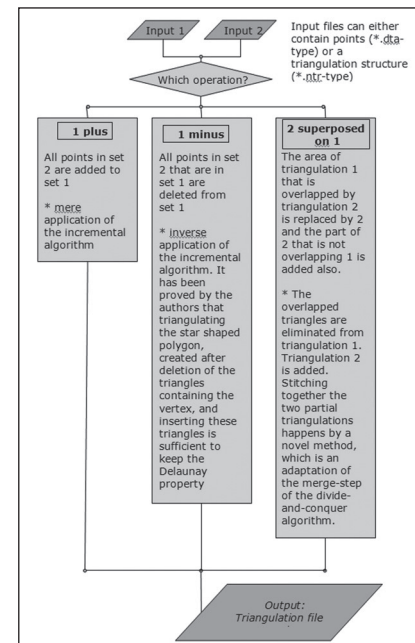 Input 1
Input 2
Input files can either
contain points (*.dta-
type) or a
triangulation structure
(*.ntr-type)
Which operation?
1 plus
All points in set
2 are added to
set 1
* mere
application of
the incremental
algorithm
1 minus
All points in set
2 that are in
set 1 are
deleted from
set 1
* inverse
application of
the incremental
algorithm. It
has been
proved by the
authors that
triangulating
the star shaped
polygon,
created after
deletion of the
triangles
containing the
vertex, and
inserting these
triangles is
sufficient to
keep the
Delaunay
property
2 superposed
on 1
The area of
triangulation 1
that is
overlapped by
triangulation 2
is replaced by 2
and the part of
2 that is not
overlapping 1 is
added also.
* The
overlapped
triangles are
eliminated from
triangulation 1.
Triangulation 2
is added.
Stitching
together the
two partial
triangulations
happens by a
novel method,
which is an
adaptation of
the merge-step
of the divide-
and-conquer
algorithm.
Output:
Triangulation file